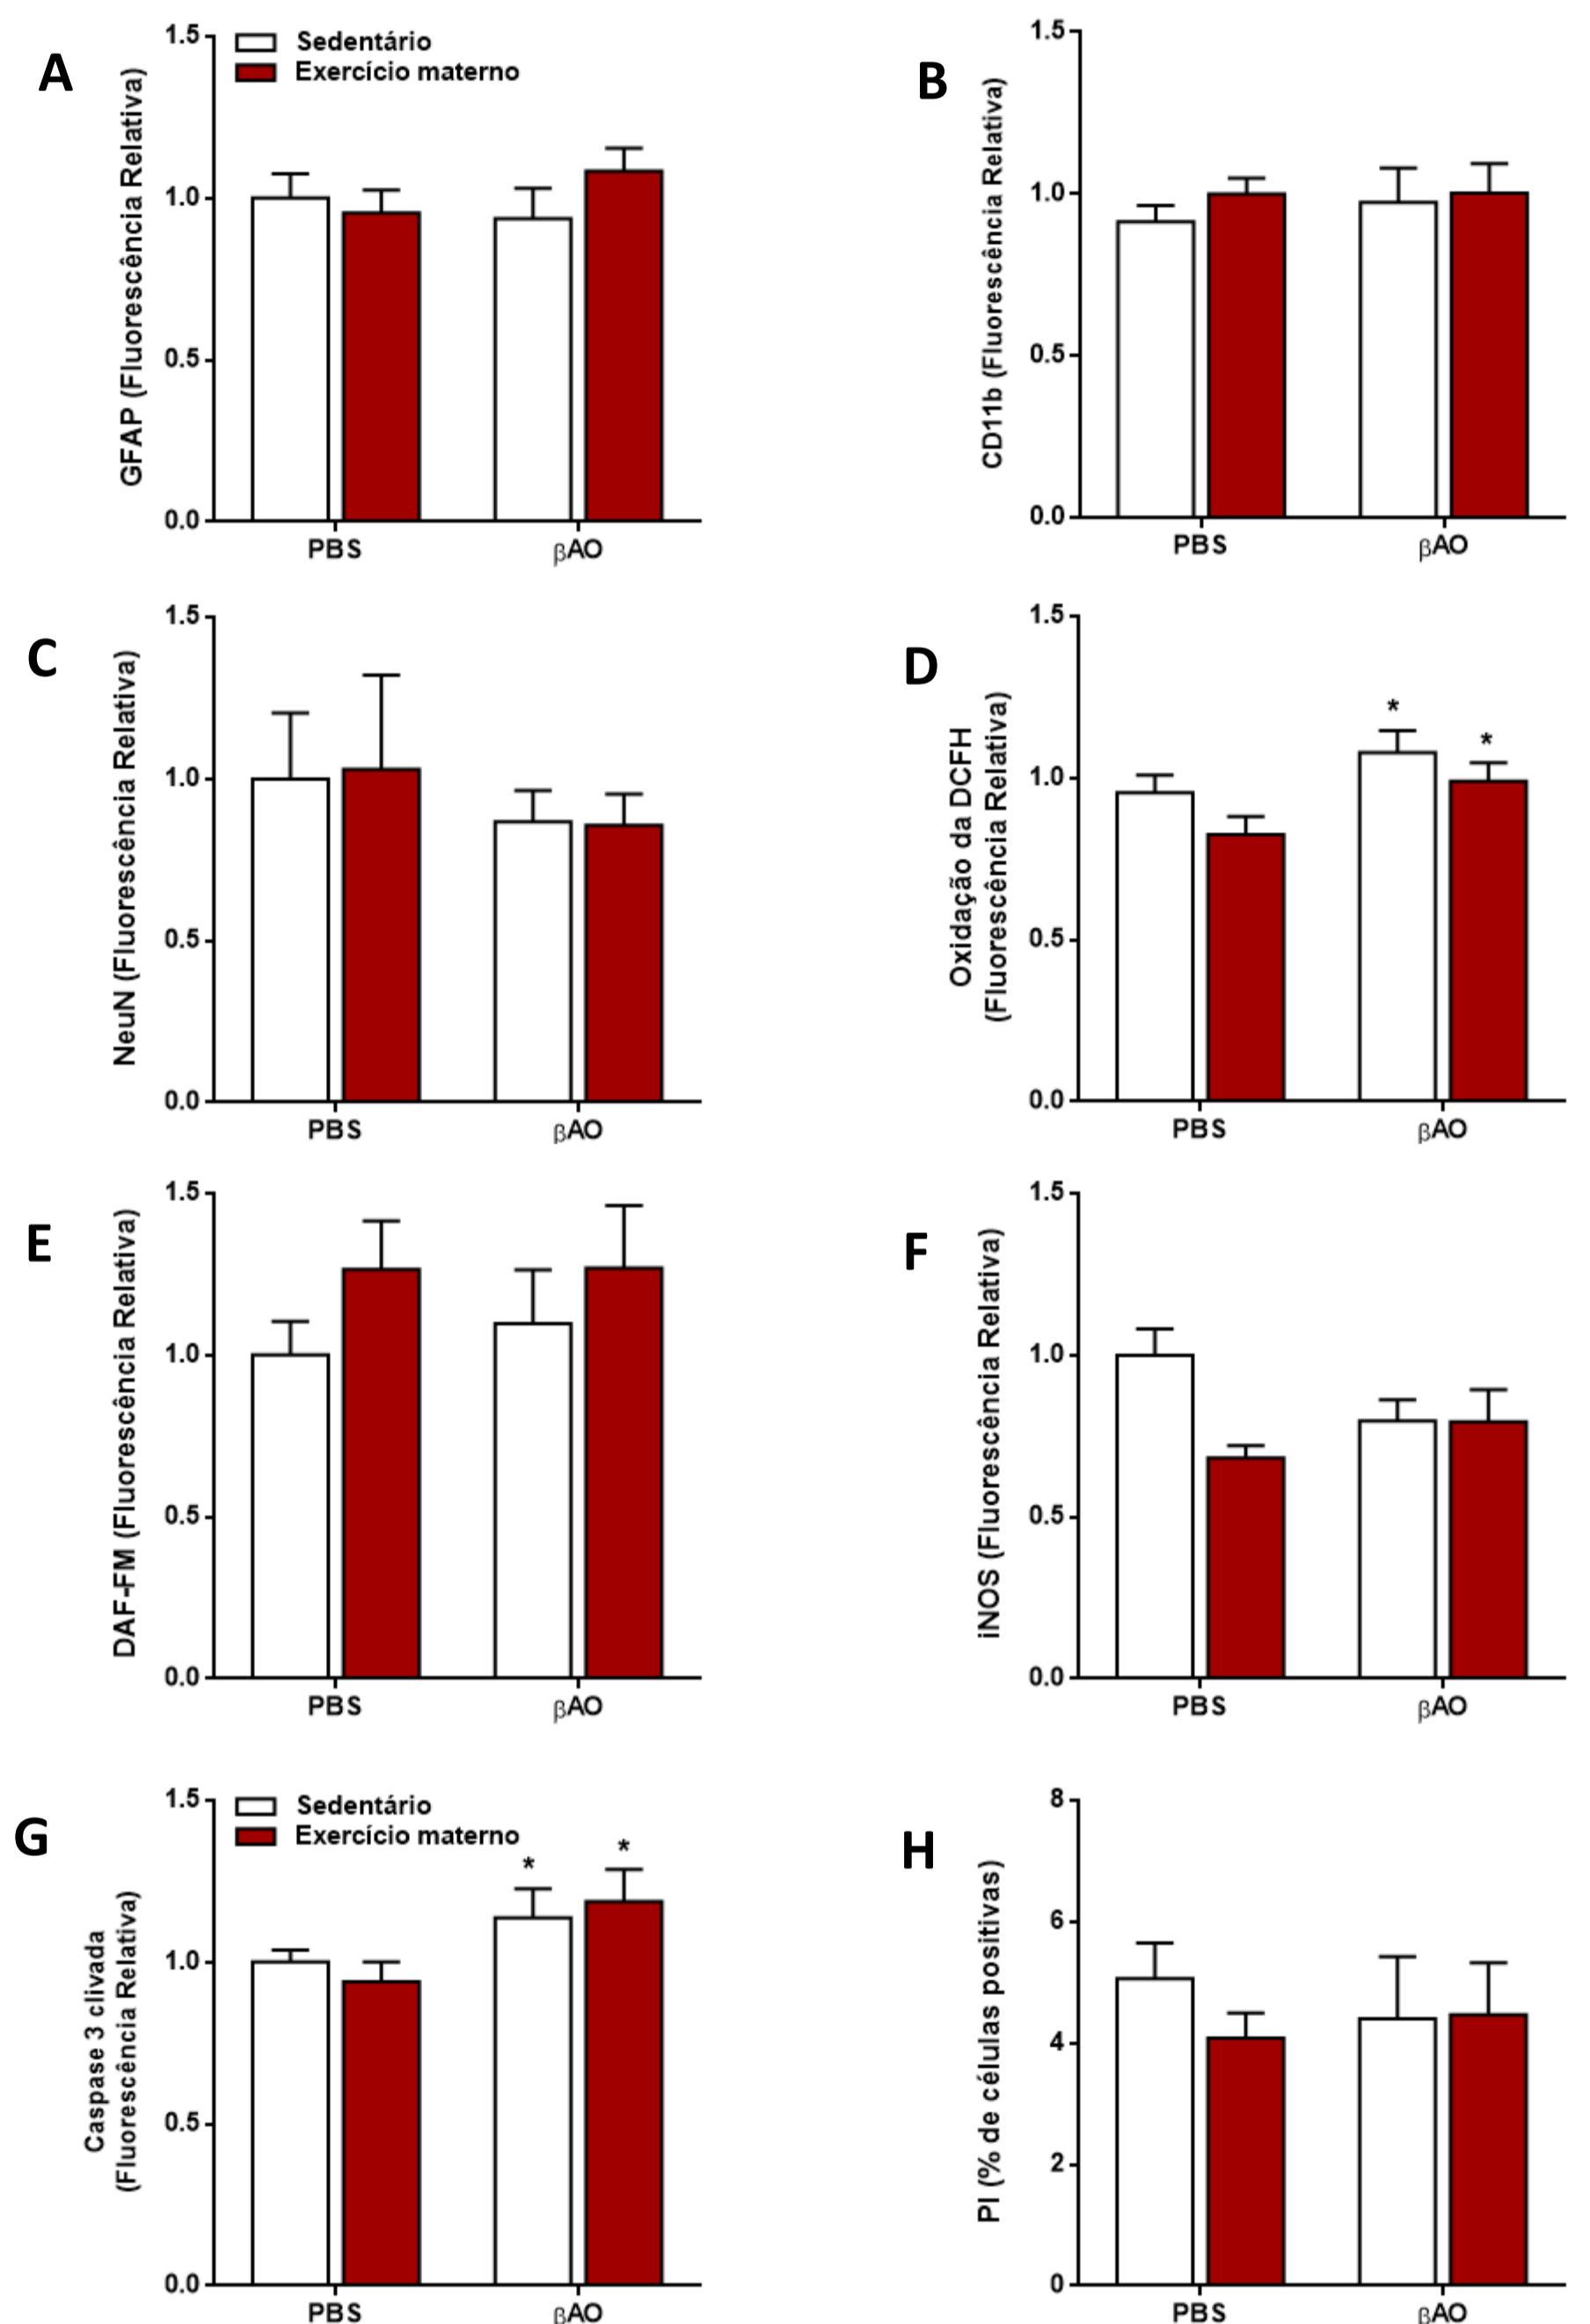 A
GFAP (Fluorescência Relativa)
1.5
1.0
0.5
0.0
Sedentário
Exercício materno
PBS
βAO
B
CD11b (Fluorescência Relativa)
1.5
1.0
0.5
0.0
PBS
βAO
C
NeuN (Fluorescência Relativa)
1.5
1.0
0.5
0.0
PBS
βAO
D
Oxidação da DCFH
(Fluorescência Relativa)
1.5
1.0
0.5
0.0
*
*
PBS
βAO
E
DAF-FM (Fluorescência Relativa)
1.5
1.0
0.5
0.0
PBS
βAO
F
iNOS (Fluorescência Relativa)
1.5
1.0
0.5
0.0
PBS
βAO
G
Caspase 3 clivada
(Fluorescência Relativa)
1.5
1.0
0.5
0.0
Sedentário
Exercício materno
*
*
PBS
βAO
H
PI (% de células positivas)
8
6
4
2
0
PBS
βAO